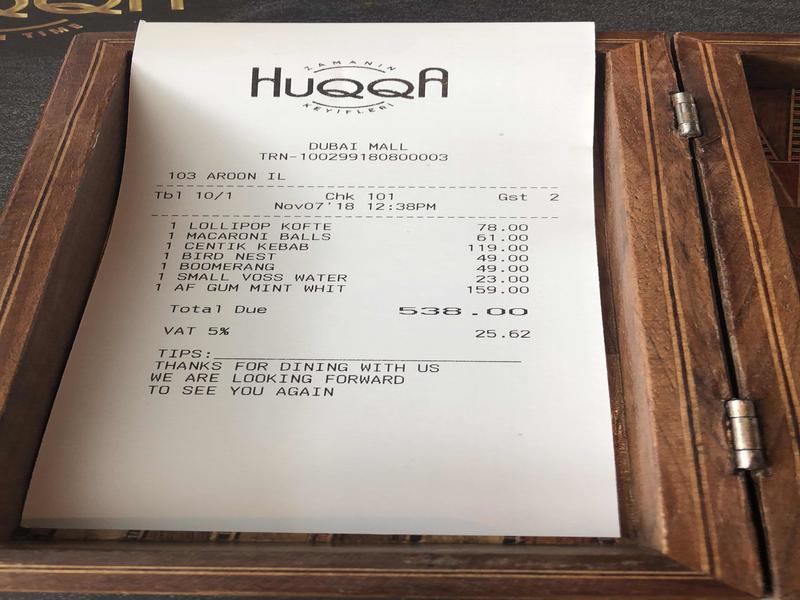 TIME
ZAMANIN
HuQQA
KEYIFLERI
DUBAI MALL
TRN-100299180800003
103 AROON IL
Tbl 10/1 Chk 101 Gst 2
Nov07'18 12:38PM
1 LOLLIPOP KOFTE 78.00
1 MACARONI BALLS 61.00
1 CENTIK KEBAB 119.00
1 BIRD NEST 49.00
1 BOOMERANG 49.00
1 SMALL VOSS WATER 23.00
1 AF GUM MINT WHIT 159.00
Total Due 538.00
VAT 5% 25.62
TIPS:
THANKS FOR DINING WITH US
WE ARE LOOKING FORWARD
TO SEE YOU AGAIN